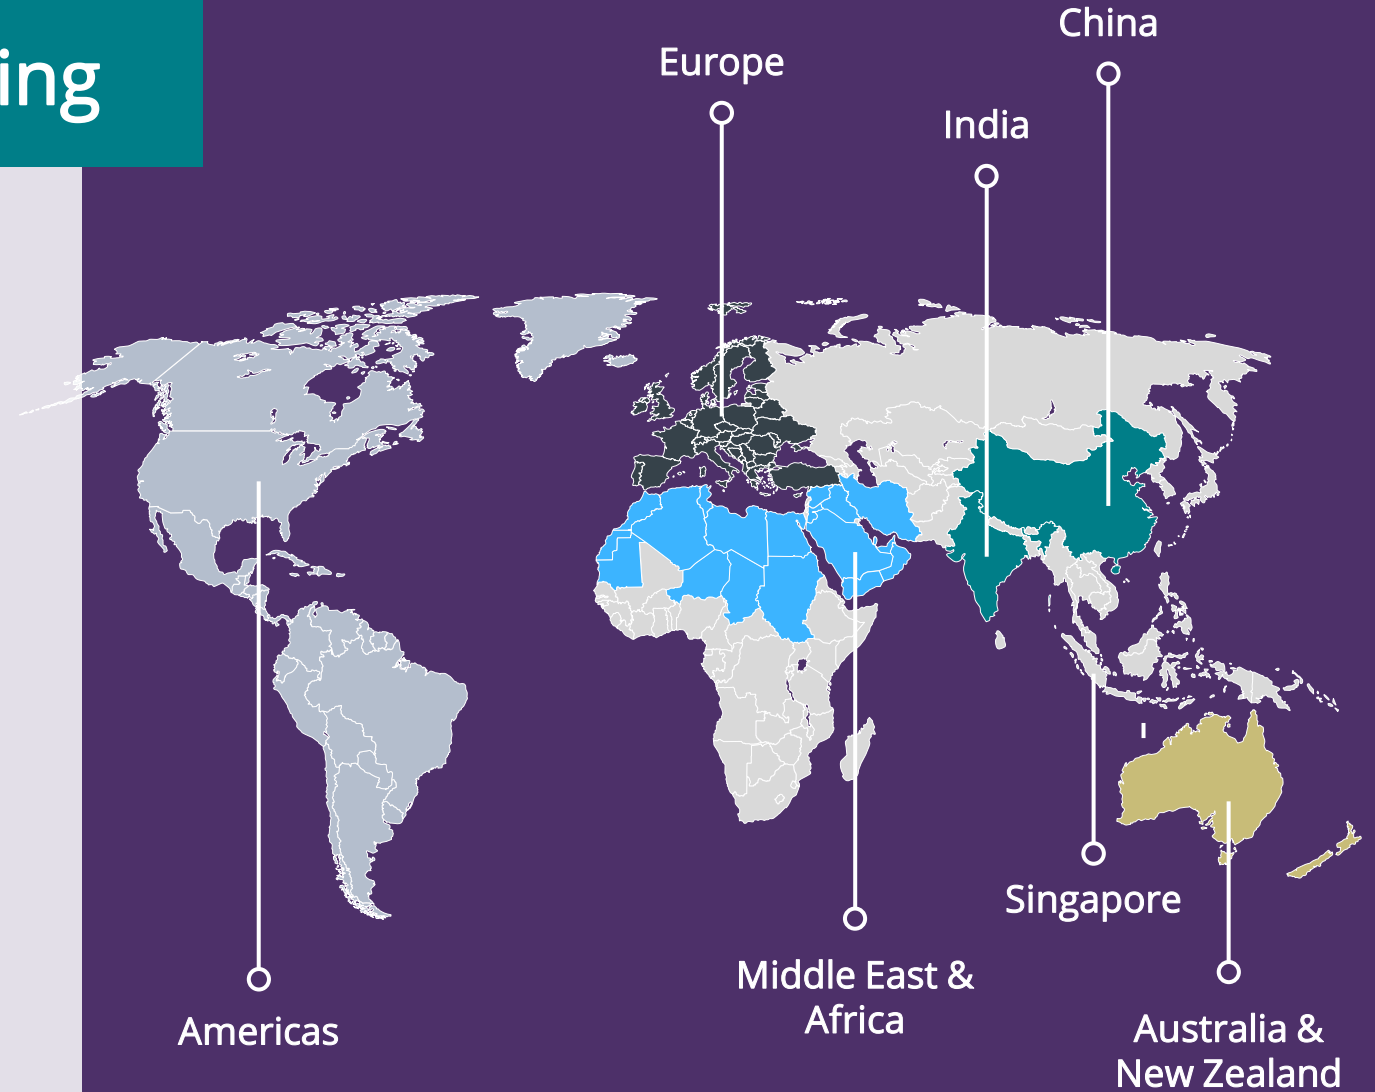 ing
China
Europe
India
Singapore
Middle East &
Africa
Americas
Australia &
New Zealand